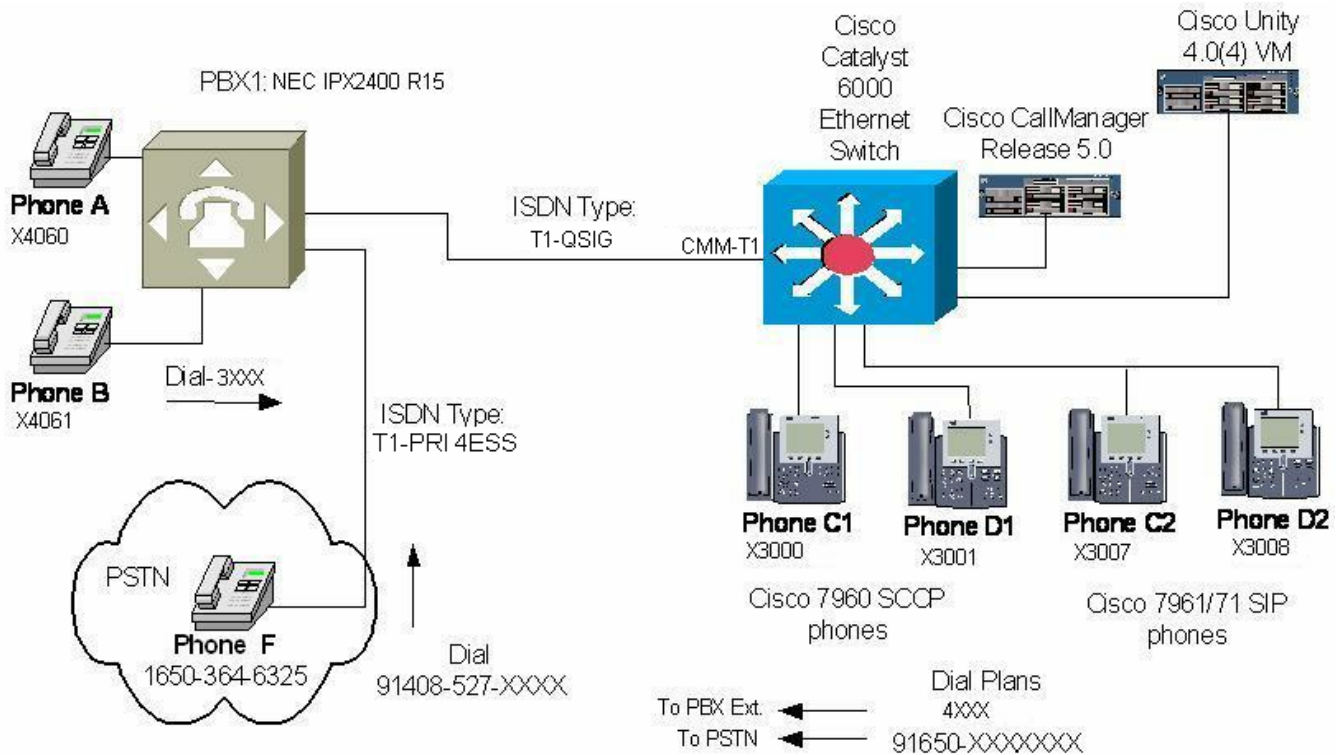 PBX1: NEC IPX2400 R15
Cisco
Catalyst
6000
Ethernet
Switch
Cisco CallManager
Release 5.0
Cisco Unity
4.0(4) VM
Phone A
X4060
Phone B
X4061
Dial-3XXX
ISDN Type:
T1-QSIG
CMM-T1
ISDN Type:
T1-PRI 4ESS
PSTN
Phone F
1650-364-6325
Dial
91408-527-XXXX
Phone C1
X3000
Phone D1
X3001
Phone C2
X3007
Phone D2
X3008
Cisco 7960 SCCP
phones
Cisco 7961/71 SIP
phones
Dial Plans
To PBX Ext.
4XXX
To PSTN
91650-XXXXXXX